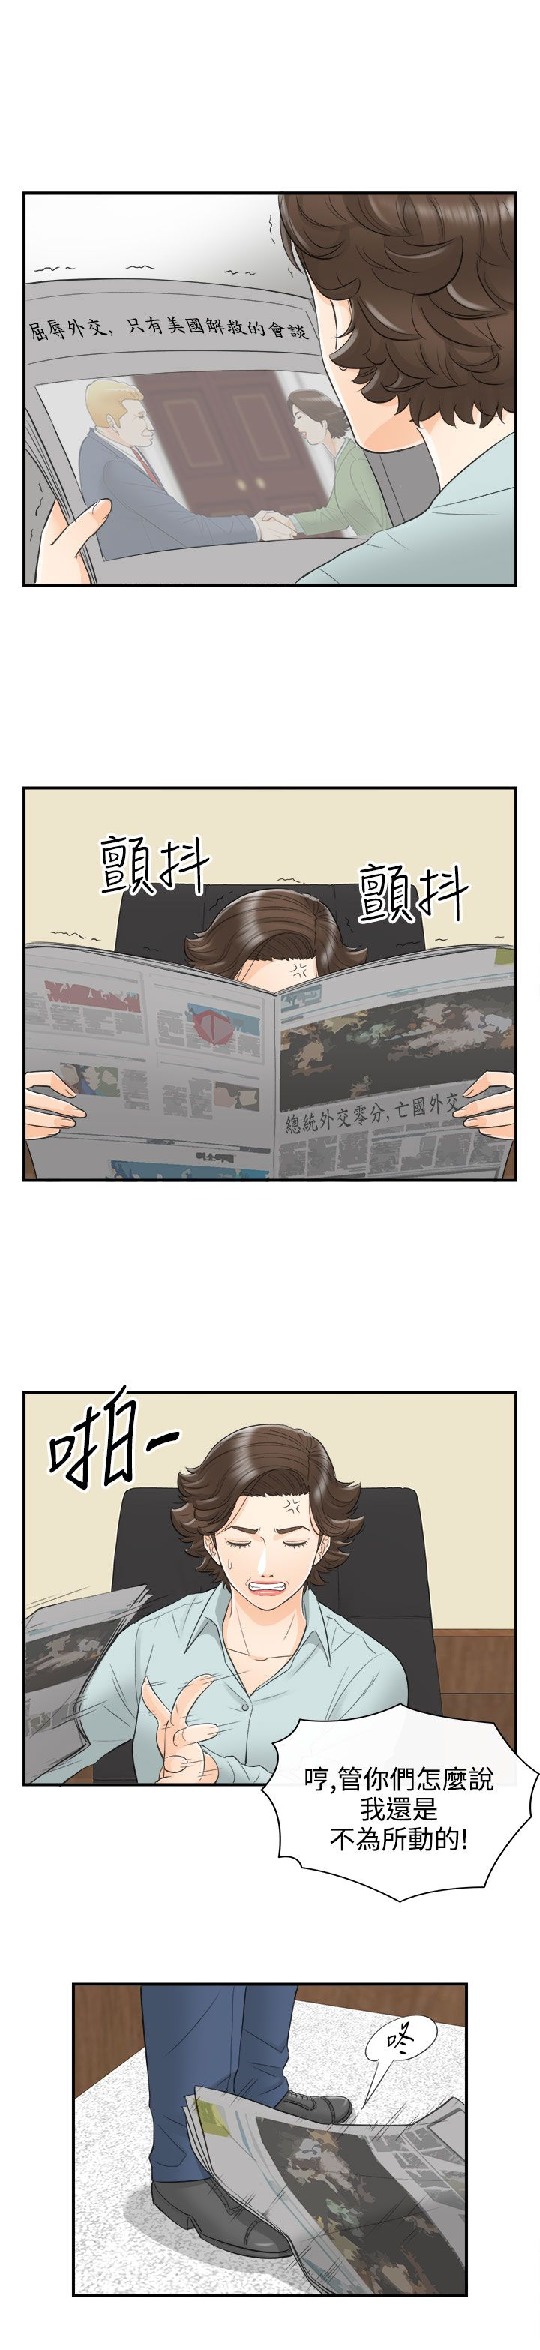 屈辱外交, 只有美國解救的會談
顫抖
顫抖
總統外交零分, 亡國外交
啪-
哼,管你們怎麼說
我還是
不為所動的!
咚